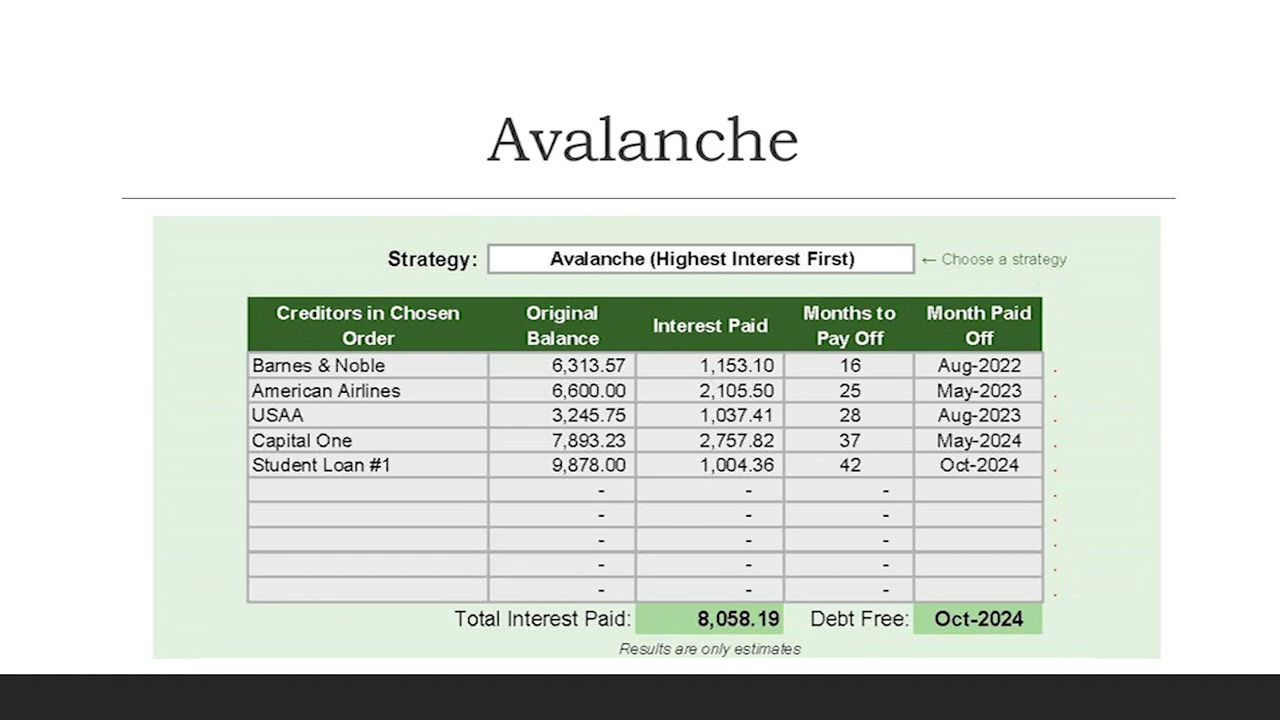 Avalanche
Strategy: Avalanche (Highest Interest First) ← Choose a strategy
Creditors in Chosen Order Original Balance Interest Paid Months to Pay Off Month Paid Off
Barnes & Noble 6,313.57 1,153.10 16 Aug-2022 .
American Airlines 6,600.00 2,105.50 25 May-2023 .
USAA 3,245.75 1,037.41 28 Aug-2023 .
Capital One 7,893.23 2,757.82 37 May-2024 .
Student Loan #1 9,878.00 1,004.36 42 Oct-2024 .
- - - .
- - - .
- - - .
- - - .
- - - .
Total Interest Paid: 8,058.19 Debt Free: Oct-2024
Results are only estimates